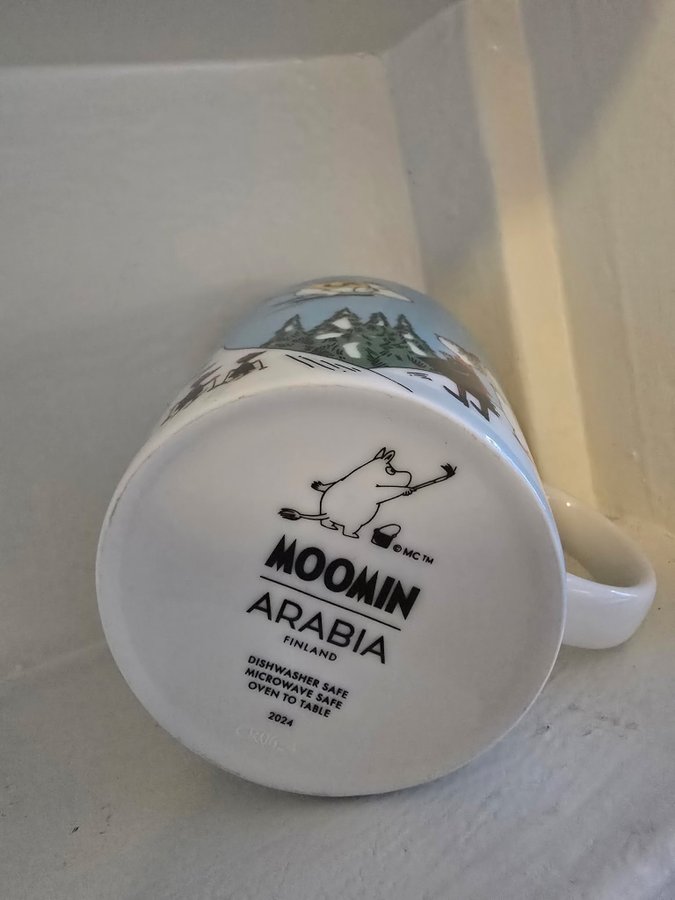 © MC ™
MOOMIN
ARABIA
FINLAND
DISHWASHER SAFE
MICROWAVE SAFE
OVEN TO TABLE
2024